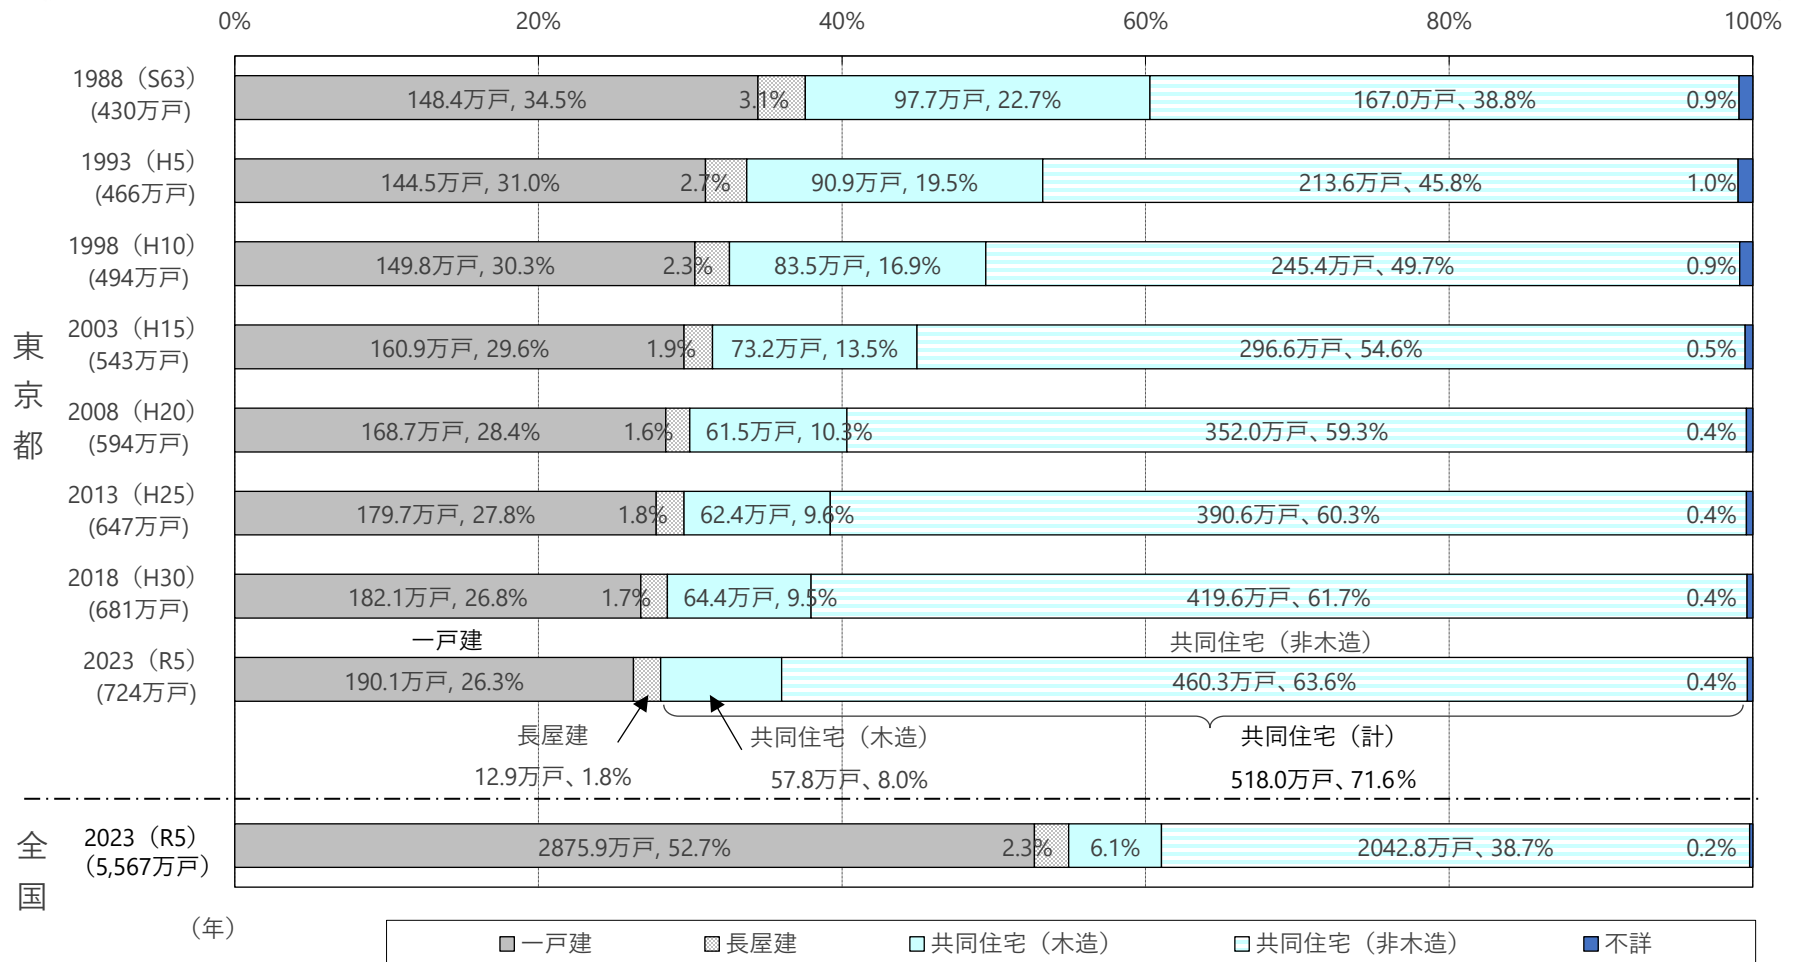 0% 20% 40% 60% 80% 100%
東京都
1988（S63）
(430万戸)
148.4万戸, 34.5% 3.1% 97.7万戸, 22.7% 167.0万戸、38.8% 0.9%
1993（H5）
(466万戸)
144.5万戸, 31.0% 2.7% 90.9万戸, 19.5% 213.6万戸、45.8% 1.0%
1998（H10）
(494万戸)
149.8万戸, 30.3% 2.3% 83.5万戸, 16.9% 245.4万戸、49.7% 0.9%
2003（H15）
(543万戸)
160.9万戸, 29.6% 1.9% 73.2万戸, 13.5% 296.6万戸、54.6% 0.5%
2008（H20）
(594万戸)
168.7万戸, 28.4% 1.6% 61.5万戸, 10.3% 352.0万戸、59.3% 0.4%
2013（H25）
(647万戸)
179.7万戸, 27.8% 1.8% 62.4万戸, 9.6% 390.6万戸、60.3% 0.4%
2018（H30）
(681万戸)
182.1万戸, 26.8% 1.7% 64.4万戸, 9.5% 419.6万戸、61.7% 0.4%
一戸建 共同住宅（非木造）
2023（R5）
(724万戸)
190.1万戸, 26.3% 460.3万戸、63.6% 0.4%
長屋建 共同住宅（木造） 共同住宅（計）
12.9万戸、1.8% 57.8万戸、8.0% 518.0万戸、71.6%
全国
2023（R5）
（5,567万戸）
2875.9万戸, 52.7% 2.3% 6.1% 2042.8万戸、38.7% 0.2%
（年）
一戸建 長屋建 共同住宅（木造） 共同住宅（非木造） 不詳